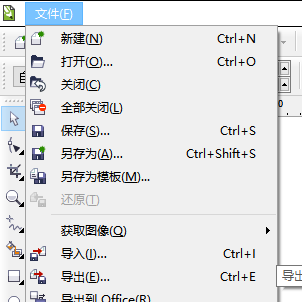 文件(F)
新建(N) Ctrl+N
打开(O)... Ctrl+O
关闭(C)
全部关闭(L)
保存(S)... Ctrl+S
另存为(A)... Ctrl+Shift+S
另存为模板(M)...
还原(T)
获取图像(Q)
导入(I)... Ctrl+I
导出(E)... Ctrl+E
导出
导出到 Office(R)...